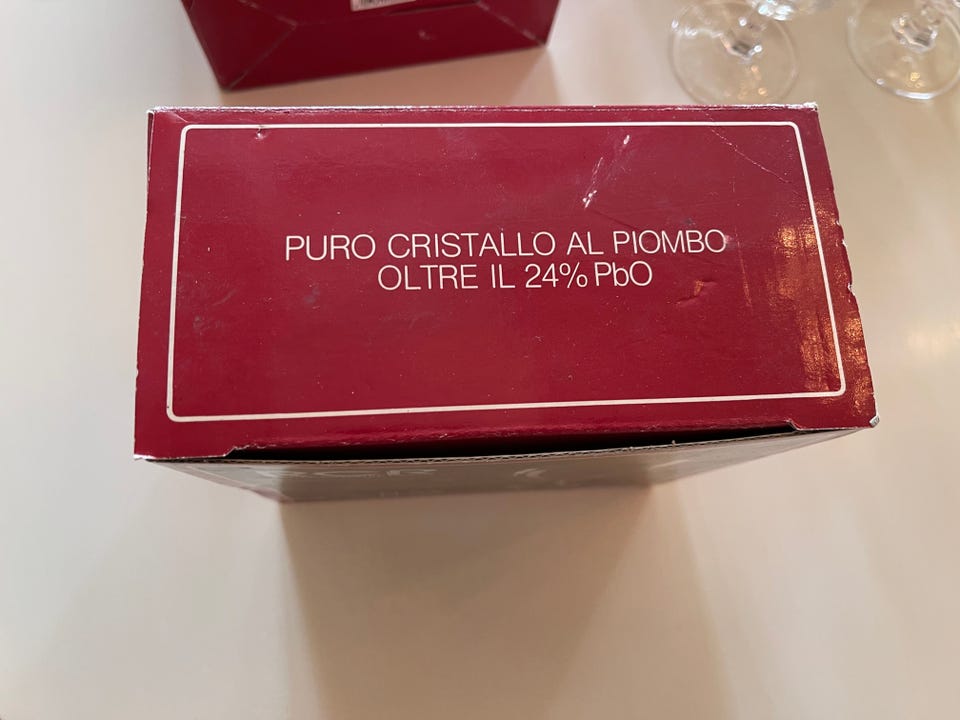 PURO CRISTALLO AL PIOMBO
OLTRE IL 24% PbO